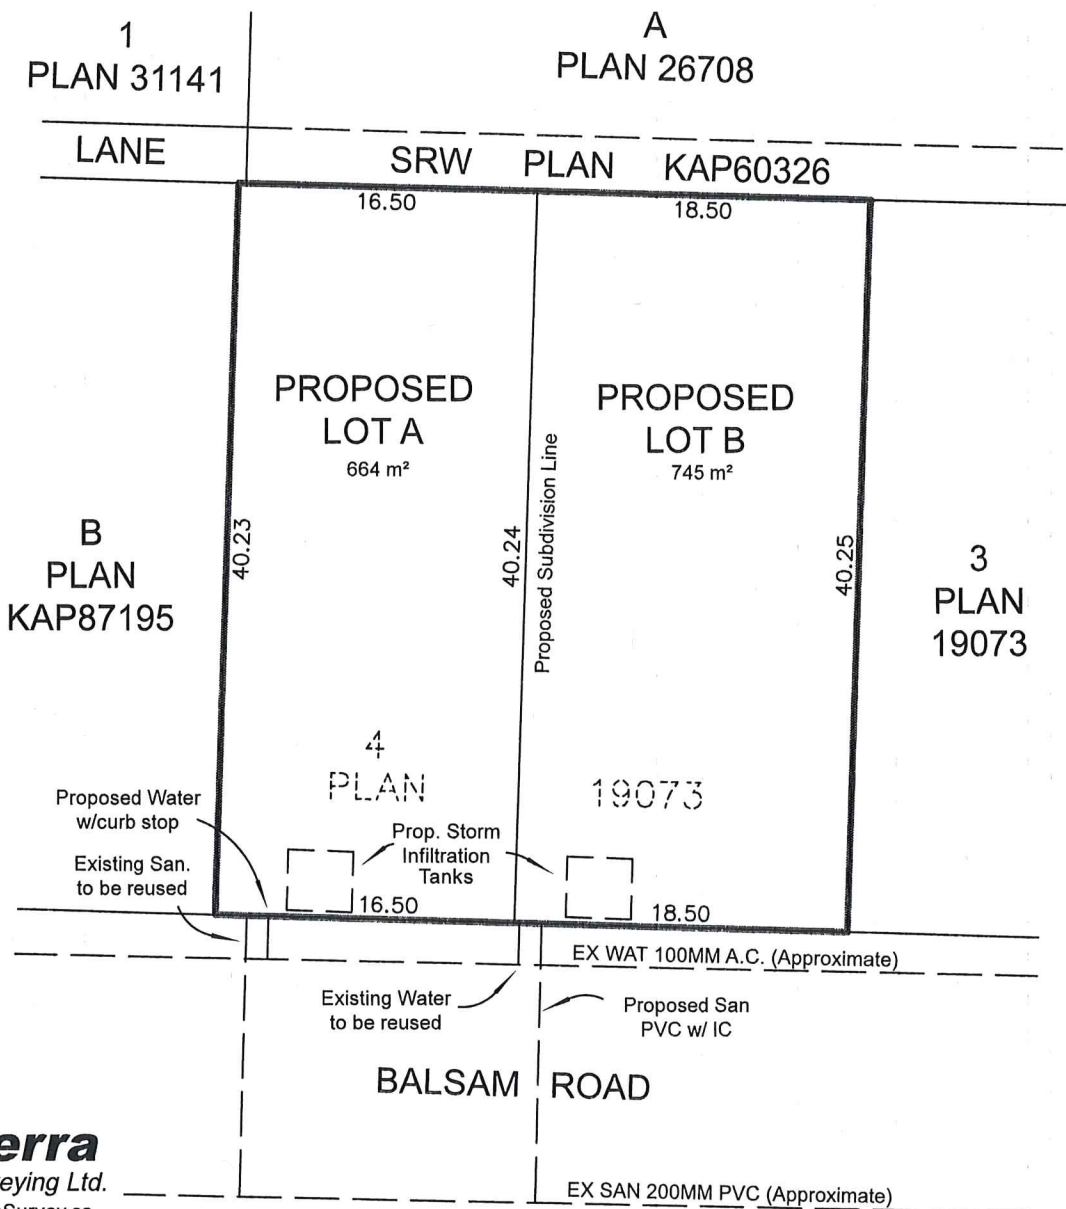 1
PLAN 31141
A
PLAN 26708
LANE
SRW PLAN KAP60326
16.50
18.50
PROPOSED
LOT A
664 m²
PROPOSED
LOT B
745 m²
40.23
40.24
Proposed Subdivision Line
40.25
B
PLAN
KAP87195
3
PLAN
19073
4
PLAN 19073
Proposed Water
w/curb stop
Existing San.
to be reused
Prop. Storm
Infiltration
Tanks
16.50
18.50
EX WAT 100MM A.C. (Approximate)
Existing Water
to be reused
Proposed San
PVC w/ IC
BALSAM ROAD
erra
eying Ltd.
EX SAN 200MM PVC (Approximate)